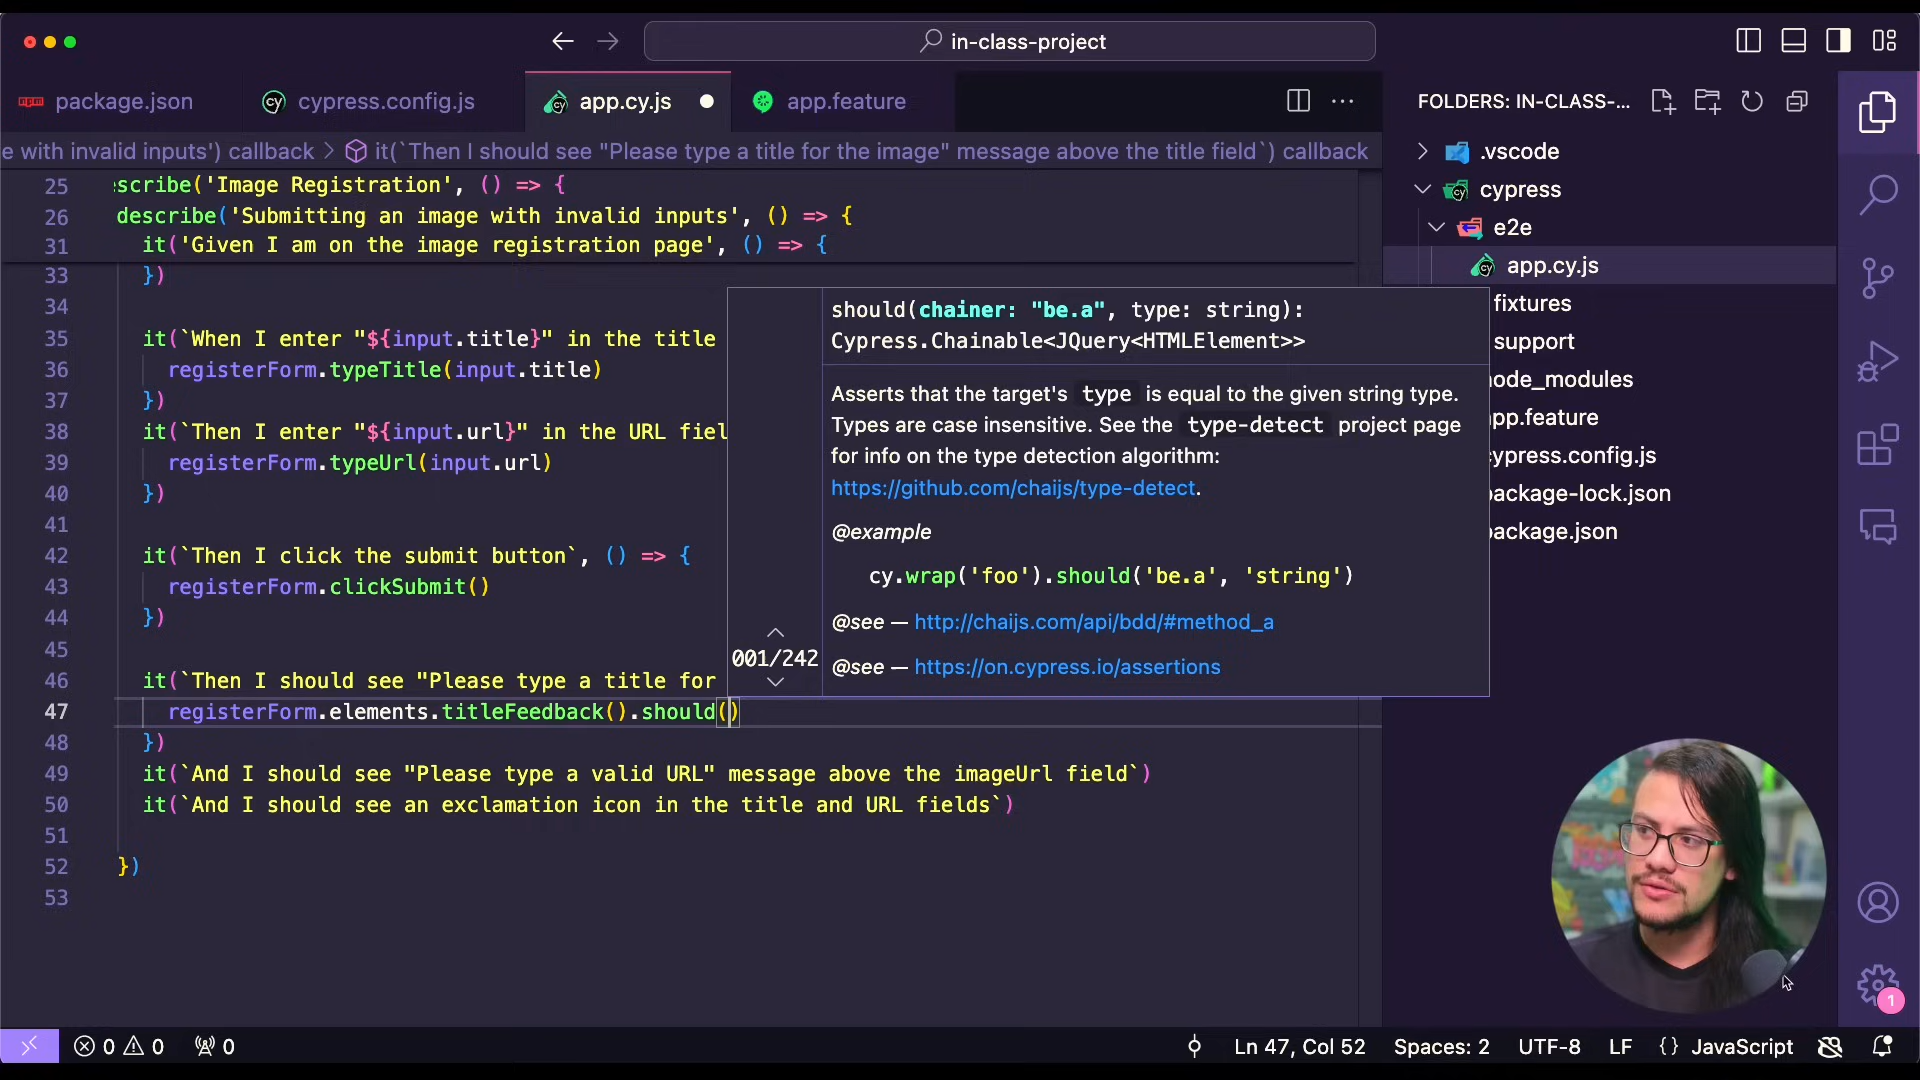 in-class-project
package.json
cypress.config.js
app.cy.js
app.feature
FOLDERS: IN-CLASS-...
e with invalid inputs') callback > it(`Then I should see "Please type a title for the image" message above the title field`) callback
25 scribe('Image Registration', () => {
26 describe('Submitting an image with invalid inputs', () => {
31 it('Given I am on the image registration page', () => {
33 })
34
35 it(`When I enter "${input.title}" in the title
36 registerForm.typeTitle(input.title)
37 })
38 it(`Then I enter "${input.url}" in the URL fiel
39 registerForm.typeUrl(input.url)
40 })
41
42 it(`Then I click the submit button`, () => {
43 registerForm.clickSubmit()
44 })
45
46 it(`Then I should see "Please type a title for
47 registerForm.elements.titleFeedback().should()
48 })
49 it(`And I should see "Please type a valid URL" message above the imageUrl field`)
50 it(`And I should see an exclamation icon in the title and URL fields`)
51
52 })
53
should(chainer: "be.a", type: string):
Cypress.Chainable<JQuery<HTMLElement>>
Asserts that the target's type is equal to the given string type.
Types are case insensitive. See the type-detect project page
for info on the type detection algorithm:
https://github.com/chaijs/type-detect.
@example
cy.wrap('foo').should('be.a', 'string')
@see — http://chaijs.com/api/bdd/#method_a
001/242
@see — https://on.cypress.io/assertions
.vscode
cypress
e2e
app.cy.js
fixtures
support
ode_modules
pp.feature
ypress.config.js
ackage-lock.json
ackage.json
1
0 0 0
Ln 47, Col 52
Spaces: 2
UTF-8
LF
{} JavaScript